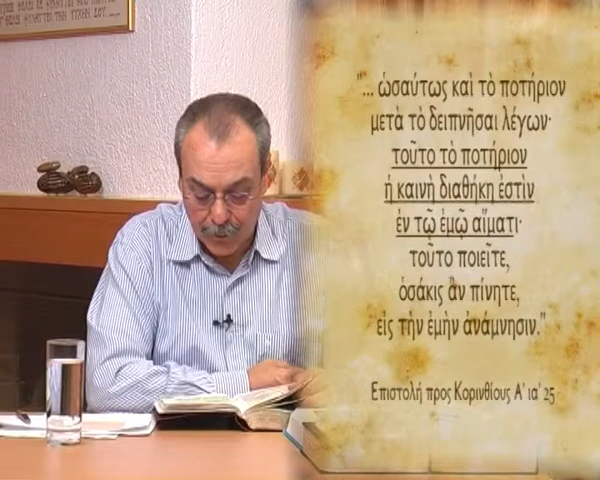 "... ὡσαύτως καὶ τὸ ποτήριον
μετὰ τὸ δειπνῆσαι λέγων·
τοῦτο τὸ ποτήριον
ἡ καινὴ διαθήκη ἐστὶν
ἐν τῷ ἐμῷ αἵματι·
τοῦτο ποιεῖτε,
ὁσάκις ἂν πίνητε,
εἰς τὴν ἐμὴν ἀνάμνησιν."
Επιστολή προς Κορινθίους Α' ια' 25